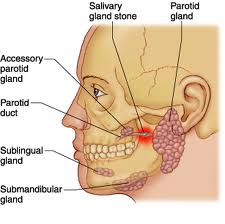 Salivary
gland stone
Parotid
gland
Accessory
parotid
gland
Parotid
duct
Sublingual
gland
Submandibular
gland